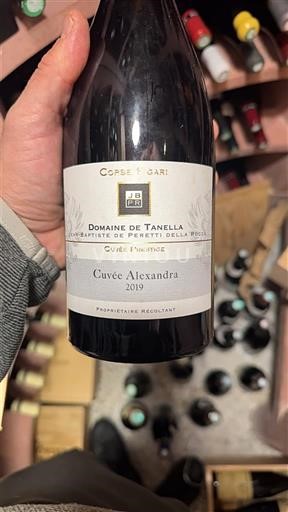 CORSE FIGARI
JB
PR
DOMAINE DE TANELLA
JEAN-BAPTISTE DE PERETTI DELLA ROCCA
CUVÉE PRESTIGE
Cuvée Alexandra
2019
PROPRIÉTAIRE RÉCOLTANT